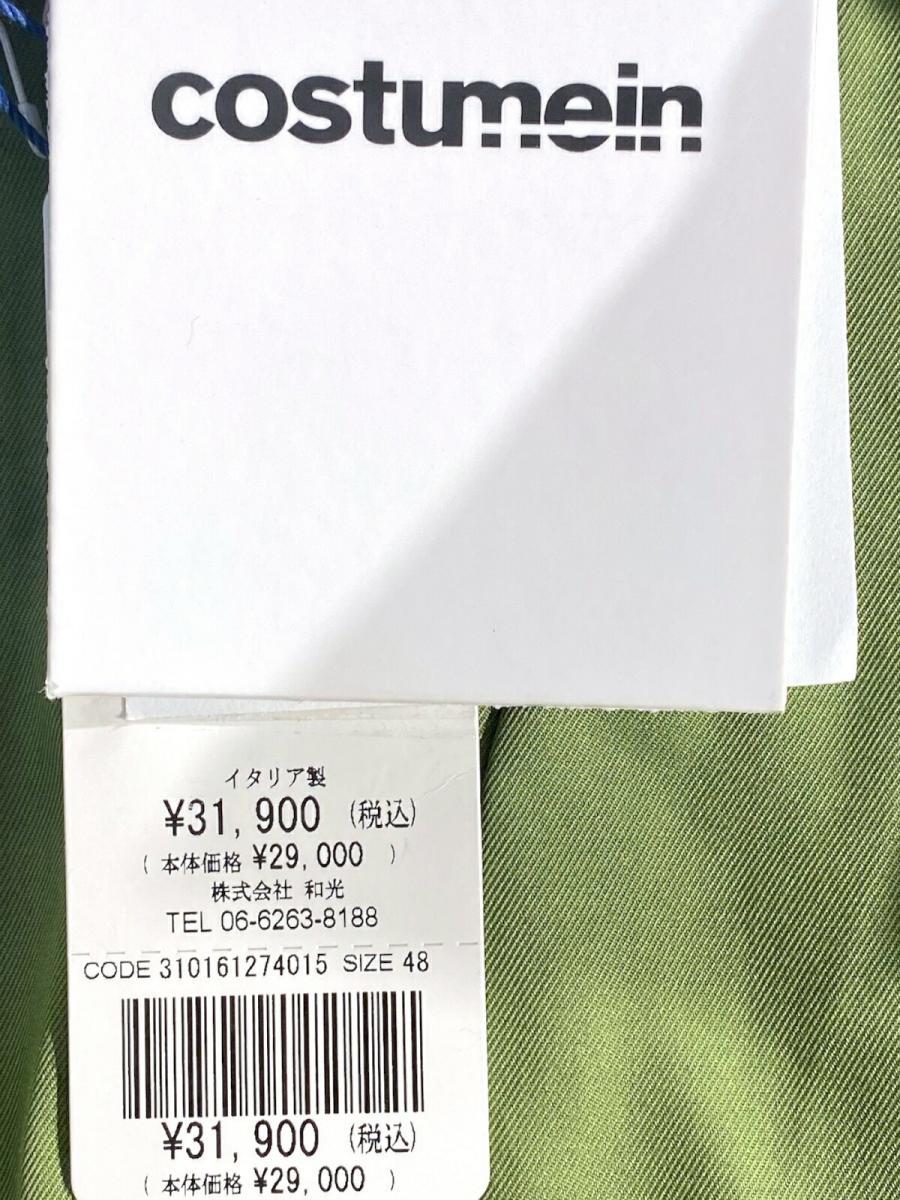 costumein
イタリア製
¥31,900 (税込)
( 本体価格 ¥29,000 )
株式会社 和光
TEL 06-6263-8188
CODE 310161274015 SIZE 48
¥31,900 (税込)
( 本体価格 ¥29,000 )